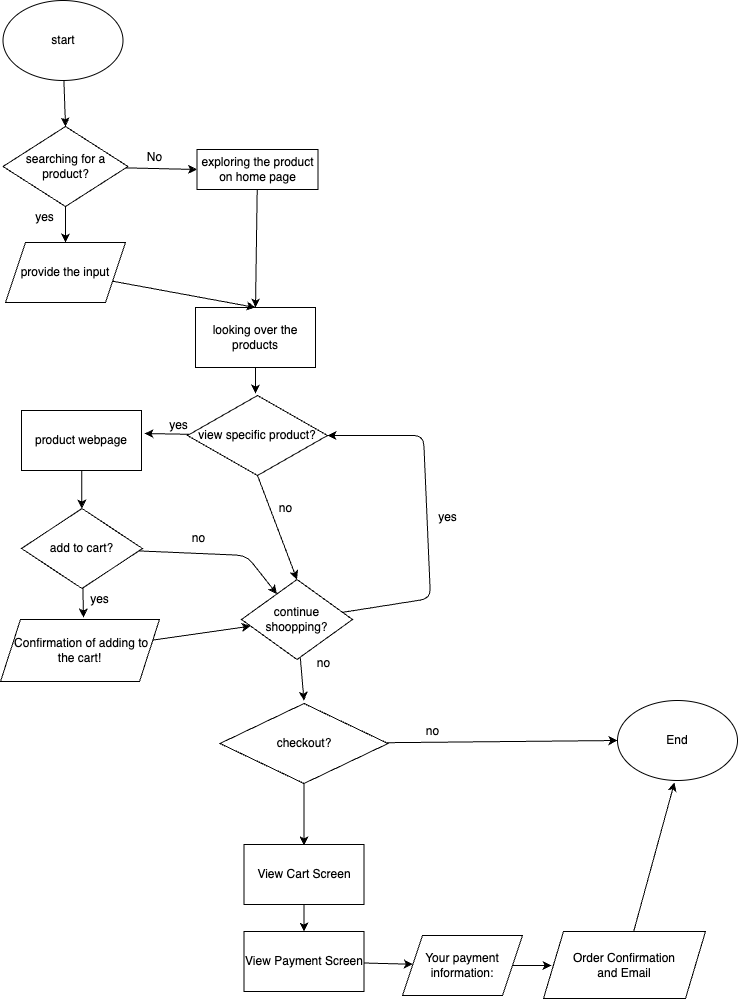 start
searching for a
product?
No
exploring the product
on home page
yes
provide the input
looking over the
products
view specific product?
yes
product webpage
no
yes
add to cart?
no
yes
continue
shoopping?
Confirmation of adding to
the cart!
no
checkout?
no
End
View Cart Screen
View Payment Screen
Your payment
information:
Order Confirmation
and Email